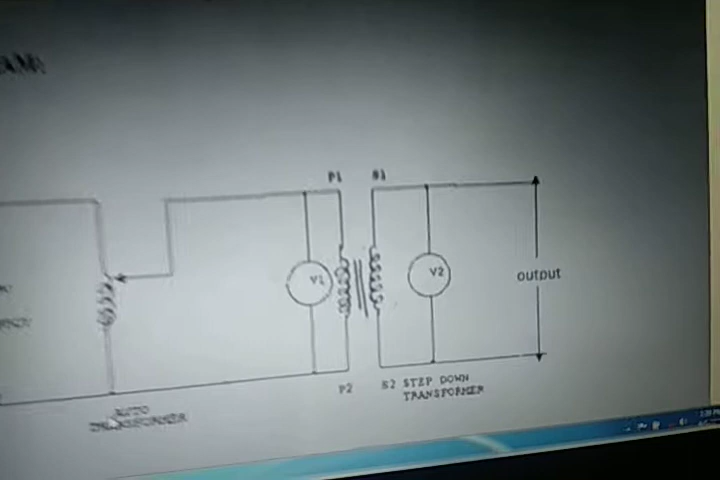 P1 S1
V1 V2
output
P2 S2 STEP DOWN
TRANSFORMER
AUTO
TRANSFORMER